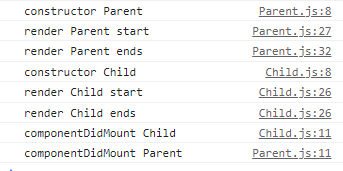 constructor Parent Parent.js:8
render Parent start Parent.js:27
render Parent ends Parent.js:32
constructor Child Child.js:8
render Child start Child.js:26
render Child ends Child.js:26
componentDidMount Child Child.js:11
componentDidMount Parent Parent.js:11